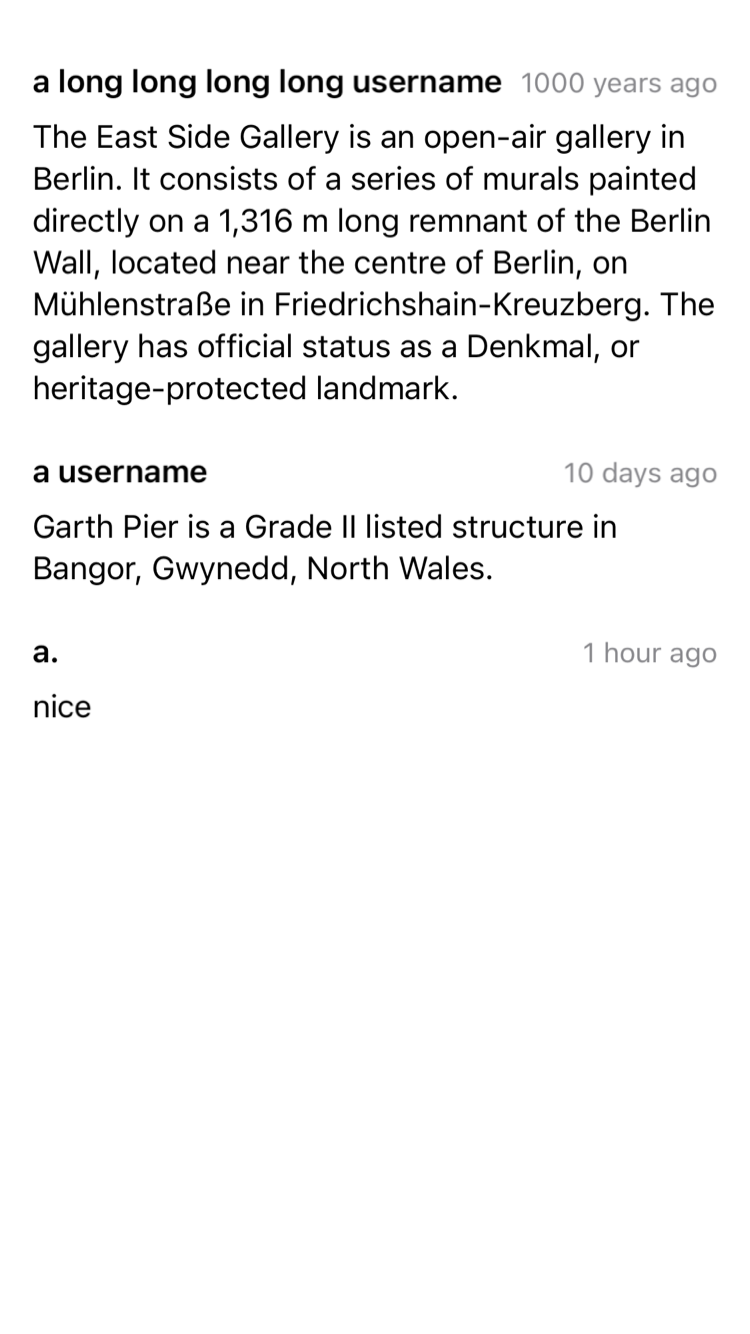 a long long long long username 1000 years ago
The East Side Gallery is an open-air gallery in
Berlin. It consists of a series of murals painted
directly on a 1,316 m long remnant of the Berlin
Wall, located near the centre of Berlin, on
Mühlenstraße in Friedrichshain-Kreuzberg. The
gallery has official status as a Denkmal, or
heritage-protected landmark.
a username 10 days ago
Garth Pier is a Grade II listed structure in
Bangor, Gwynedd, North Wales.
a. 1 hour ago
nice